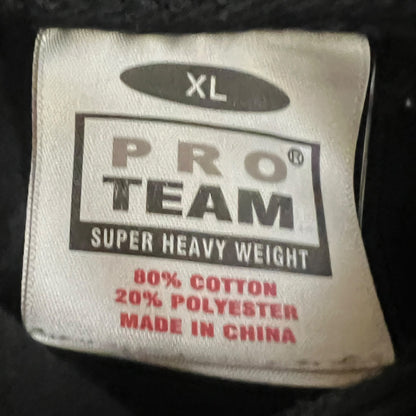 XL
PRO®
TEAM
SUPER HEAVY WEIGHT
80% COTTON
20% POLYESTER
MADE IN CHINA